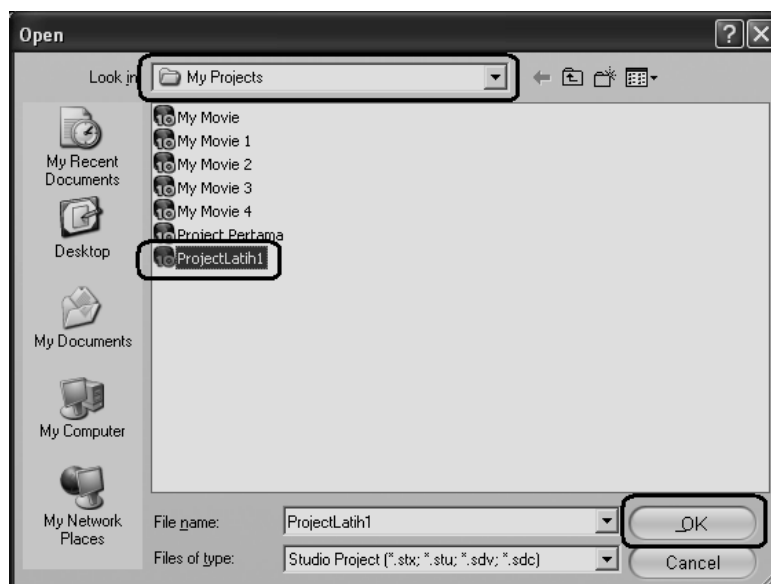 Open
Look in
My Projects
My Movie
My Movie 1
My Movie 2
My Movie 3
My Movie 4
Project Pertama
ProjectLatih1
My Recent
Documents
Desktop
My Documents
My Computer
My Network
Places
File name:
ProjectLatih1
OK
Files of type:
Studio Project (*.stx; *.stu; *.sdv; *.sdc)
Cancel